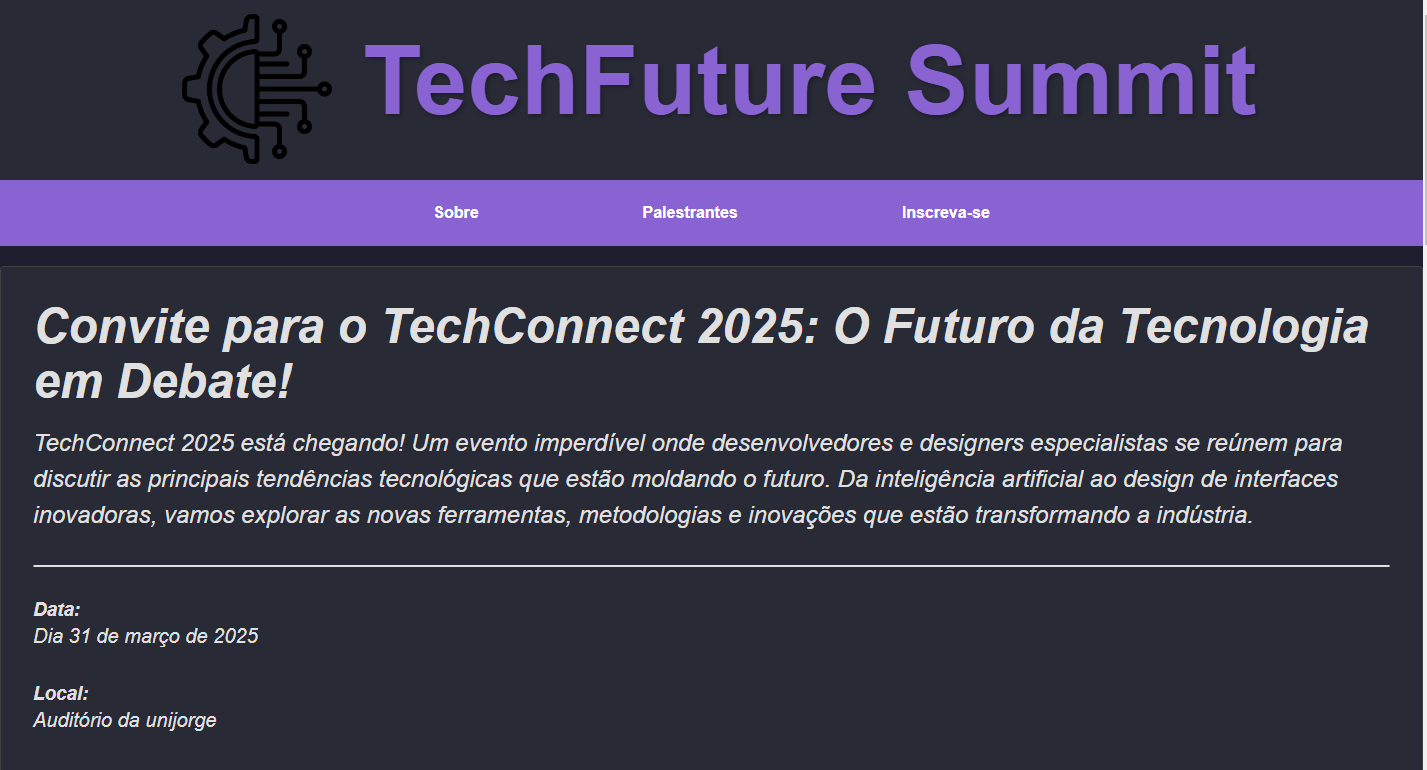 TechFuture Summit
Sobre
Palestrantes
Inscreva-se
Convite para o TechConnect 2025: O Futuro da Tecnologia
em Debate!
TechConnect 2025 está chegando! Um evento imperdível onde desenvolvedores e designers especialistas se reúnem para
discutir as principais tendências tecnológicas que estão moldando o futuro. Da inteligência artificial ao design de interfaces
inovadoras, vamos explorar as novas ferramentas, metodologias e inovações que estão transformando a indústria.
Data:
Dia 31 de março de 2025
Local:
Auditório da unijorge